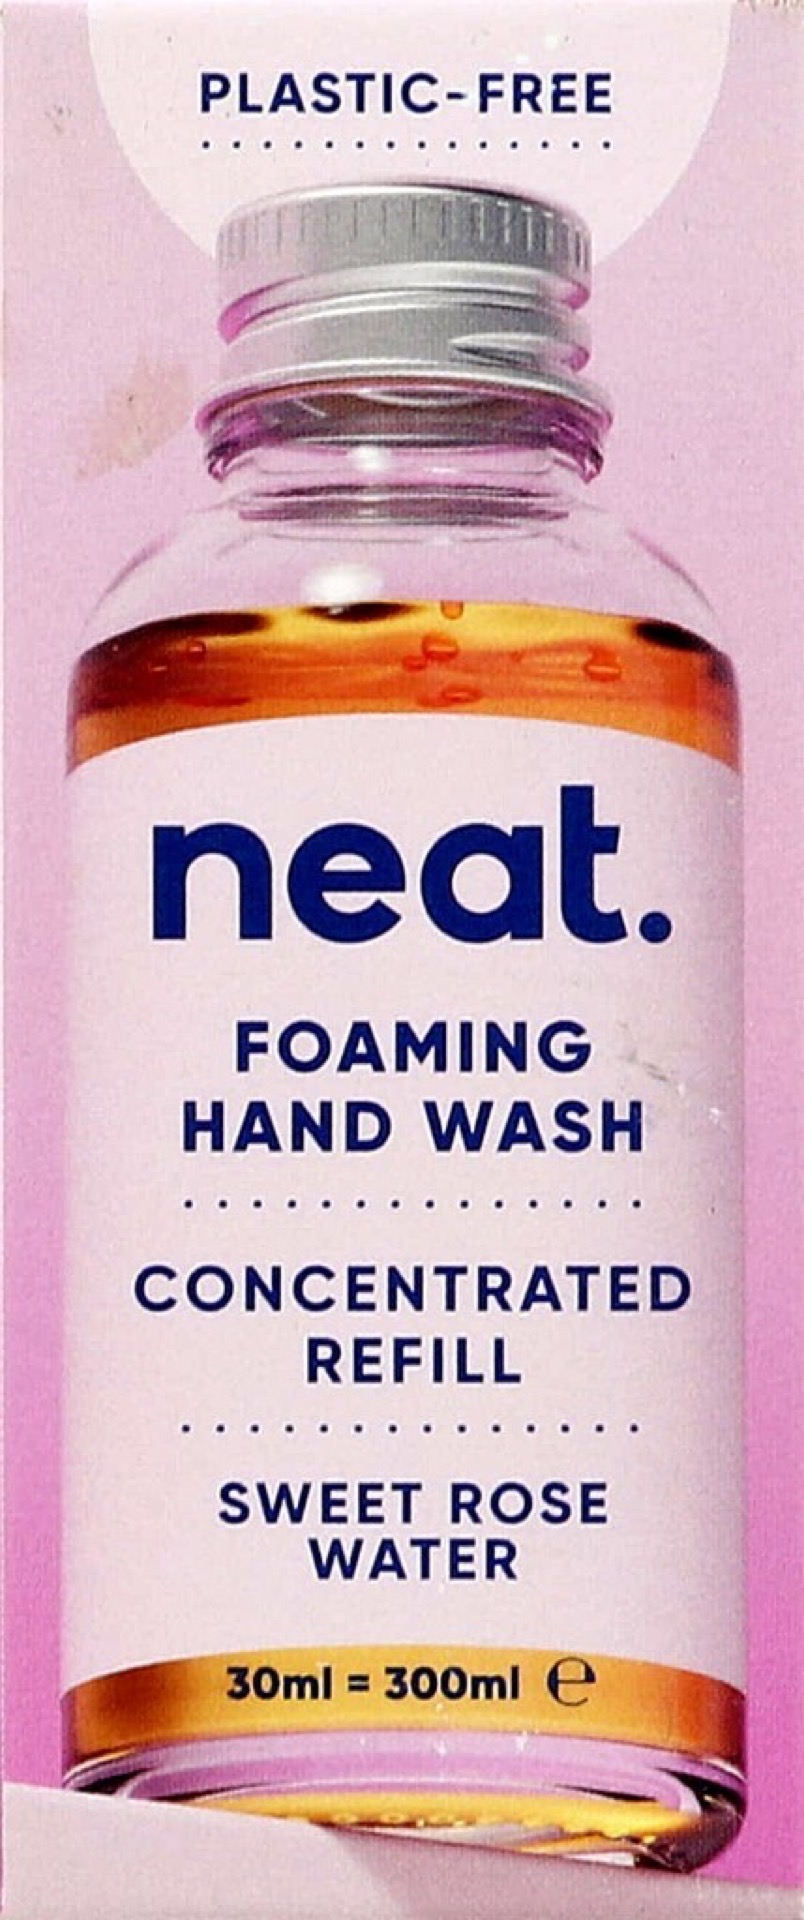 PLASTIC-FREE
neat.
FOAMING
HAND WASH
CONCENTRATED
REFILL
SWEET ROSE
WATER
30ml = 300ml ℮